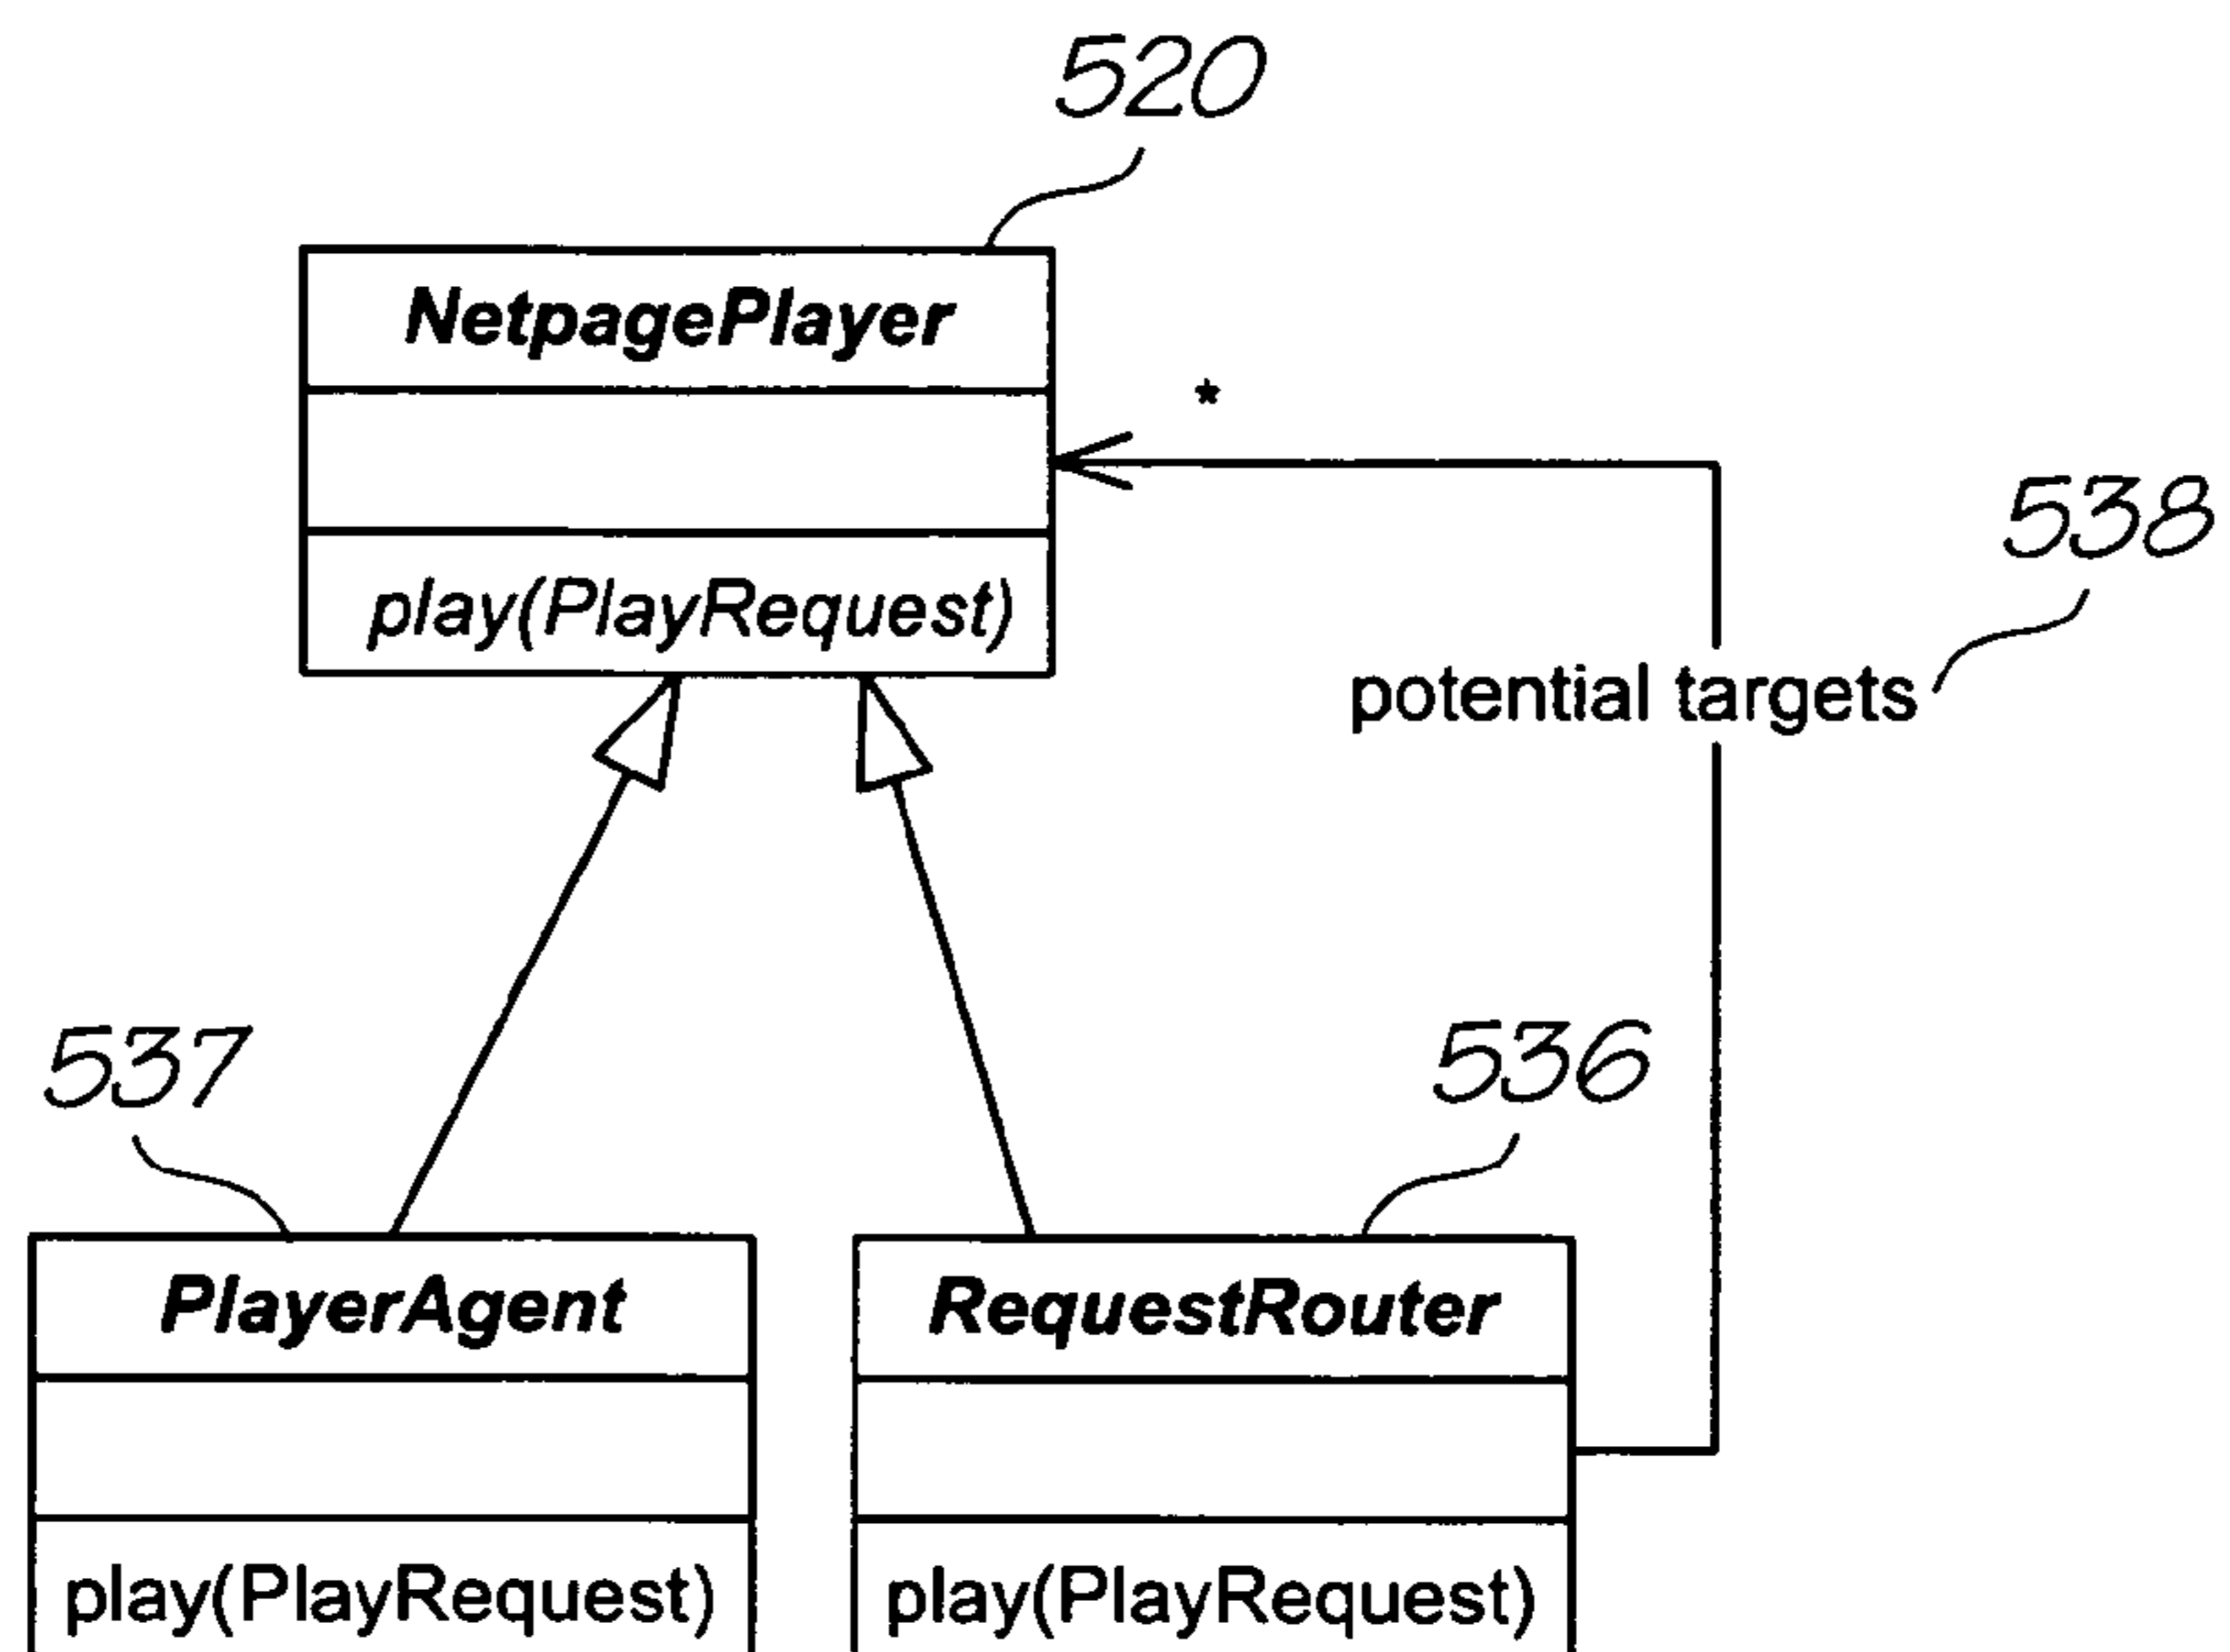 520
NetpagePlayer
*
play(PlayRequest)
538
potential targets
537
536
PlayerAgent
RequestRouter
play(PlayRequest)
play(PlayRequest)